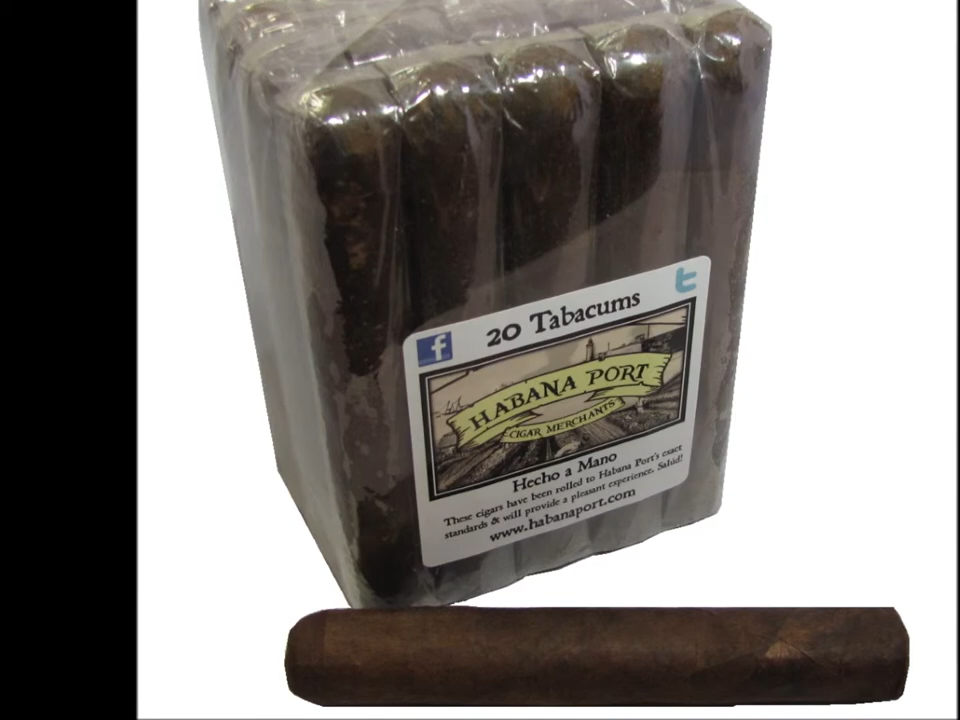 20 Tabacums
HABANA PORT
CIGAR MERCHANTS
Hecho a Mano
These cigars have been rolled to Habana Port's exact
standards & will provide a pleasant experience. Salud!
www.habanaport.com